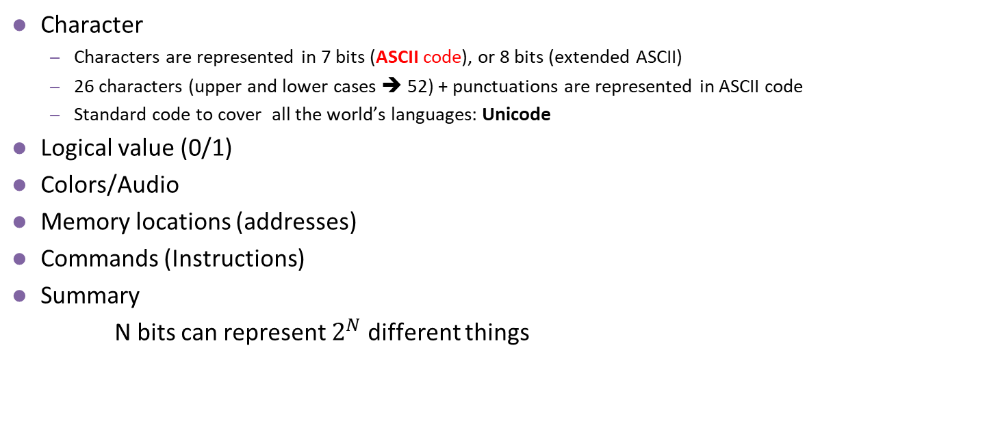 ● Character
– Characters are represented in 7 bits (ASCII code), or 8 bits (extended ASCII)
– 26 characters (upper and lower cases ➔ 52) + punctuations are represented in ASCII code
– Standard code to cover all the world’s languages: Unicode
● Logical value (0/1)
● Colors/Audio
● Memory locations (addresses)
● Commands (Instructions)
● Summary
N bits can represent 2^N different things